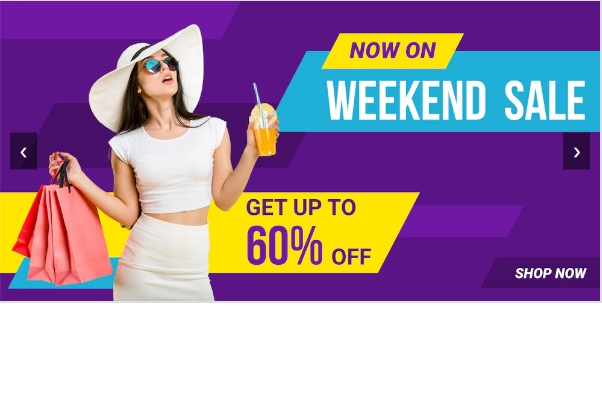 NOW ON
WEEKEND SALE
GET UP TO
60% OFF
SHOP NOW